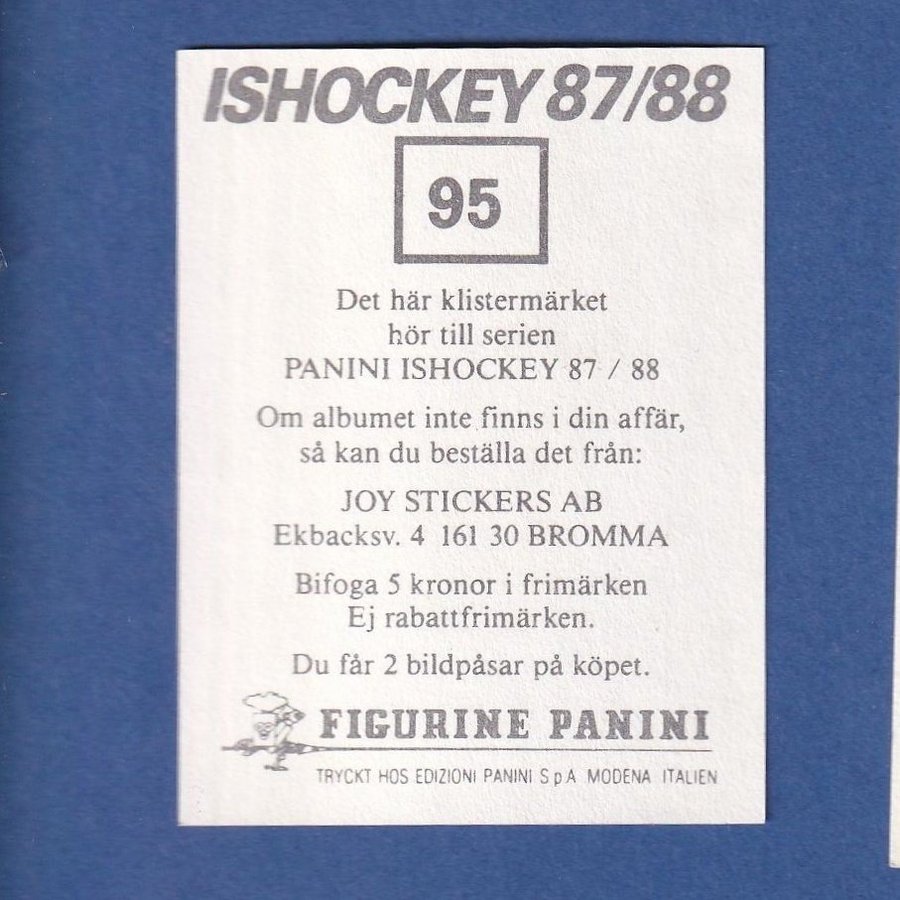 ISHOCKEY 87/88
95
Det här klistermärket
hör till serien
PANINI ISHOCKEY 87 / 88
Om albumet inte finns i din affär,
så kan du beställa det från:
JOY STICKERS AB
Ekbacksv. 4 161 30 BROMMA
Bifoga 5 kronor i frimärken
Ej rabattfrimärken.
Du får 2 bildpåsar på köpet.
FIGURINE PANINI
TRYCKT HOS EDIZIONI PANINI S p A MODENA ITALIEN